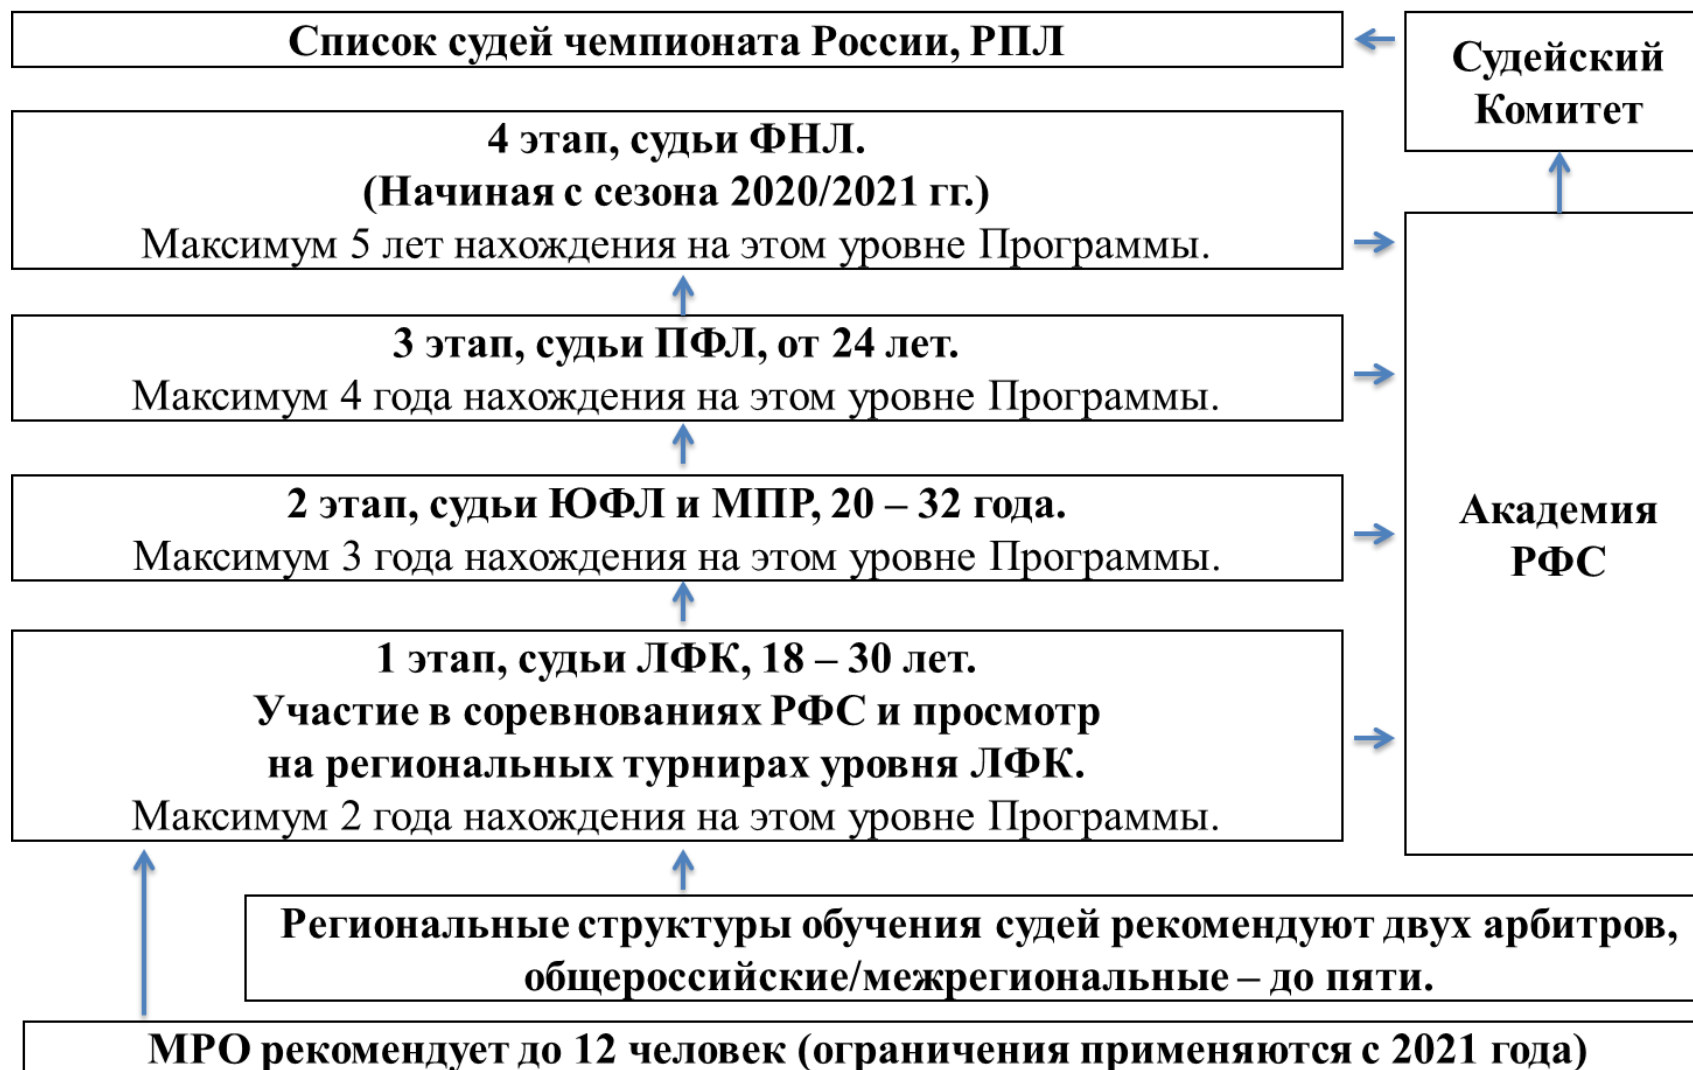 Список судей чемпионата России, РПЛ
Судейский
Комитет
4 этап, судьи ФНЛ.
(Начиная с сезона 2020/2021 гг.)
Максимум 5 лет нахождения на этом уровне Программы.
3 этап, судьи ПФЛ, от 24 лет.
Максимум 4 года нахождения на этом уровне Программы.
2 этап, судьи ЮФЛ и МПР, 20 – 32 года.
Максимум 3 года нахождения на этом уровне Программы.
Академия
РФС
1 этап, судьи ЛФК, 18 – 30 лет.
Участие в соревнованиях РФС и просмотр
на региональных турнирах уровня ЛФК.
Максимум 2 года нахождения на этом уровне Программы.
Региональные структуры обучения судей рекомендуют двух арбитров,
общероссийские/межрегиональные – до пяти.
МРО рекомендует до 12 человек (ограничения применяются с 2021 года)